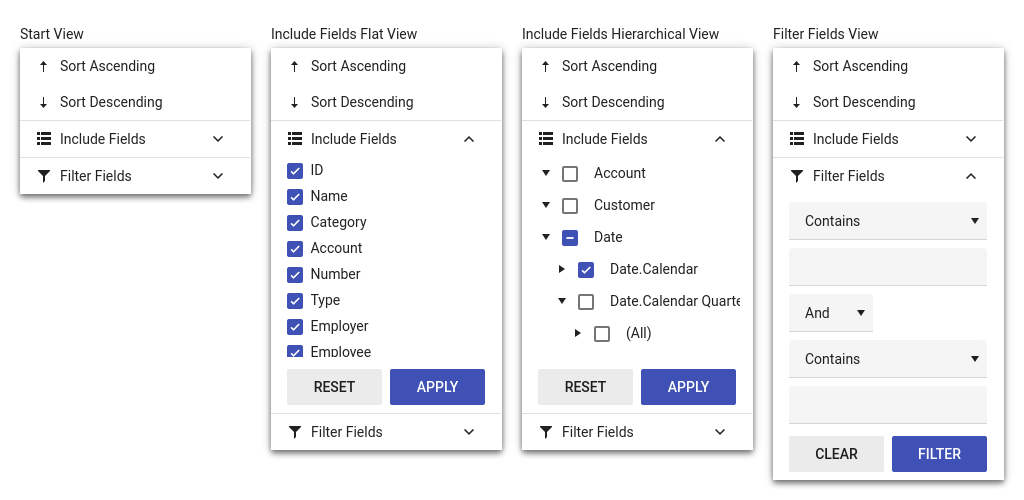 Start View
Sort Ascending
Sort Descending
Include Fields
Filter Fields
Include Fields Flat View
Sort Ascending
Sort Descending
Include Fields
ID
Name
Category
Account
Number
Type
Employer
Employee
RESET
APPLY
Filter Fields
Include Fields Hierarchical View
Sort Ascending
Sort Descending
Include Fields
Account
Customer
Date
Date.Calendar
Date.Calendar Quarte
(All)
RESET
APPLY
Filter Fields
Filter Fields View
Sort Ascending
Sort Descending
Include Fields
Filter Fields
Contains
And
Contains
CLEAR
FILTER